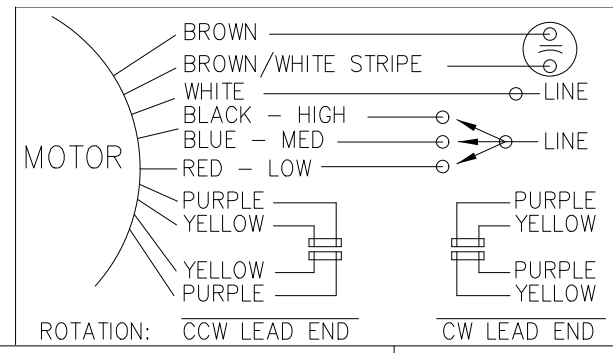 BROWN
BROWN/WHITE STRIPE
WHITE
LINE
BLACK - HIGH
BLUE - MED
LINE
MOTOR
RED - LOW
PURPLE
YELLOW
YELLOW
PURPLE
PURPLE
YELLOW
PURPLE
YELLOW
ROTATION: CCW LEAD END CW LEAD END